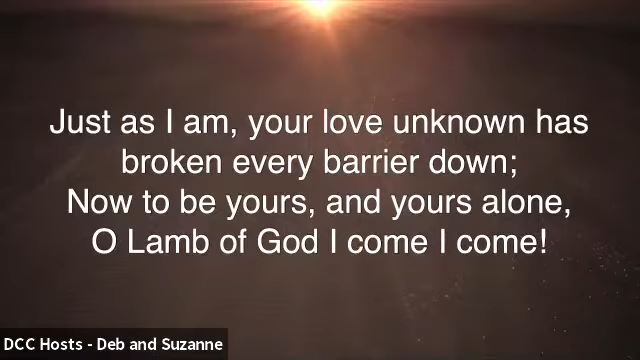 Just as I am, your love unknown has
broken every barrier down;
Now to be yours, and yours alone,
O Lamb of God I come I come!
DCC Hosts - Deb and Suzanne